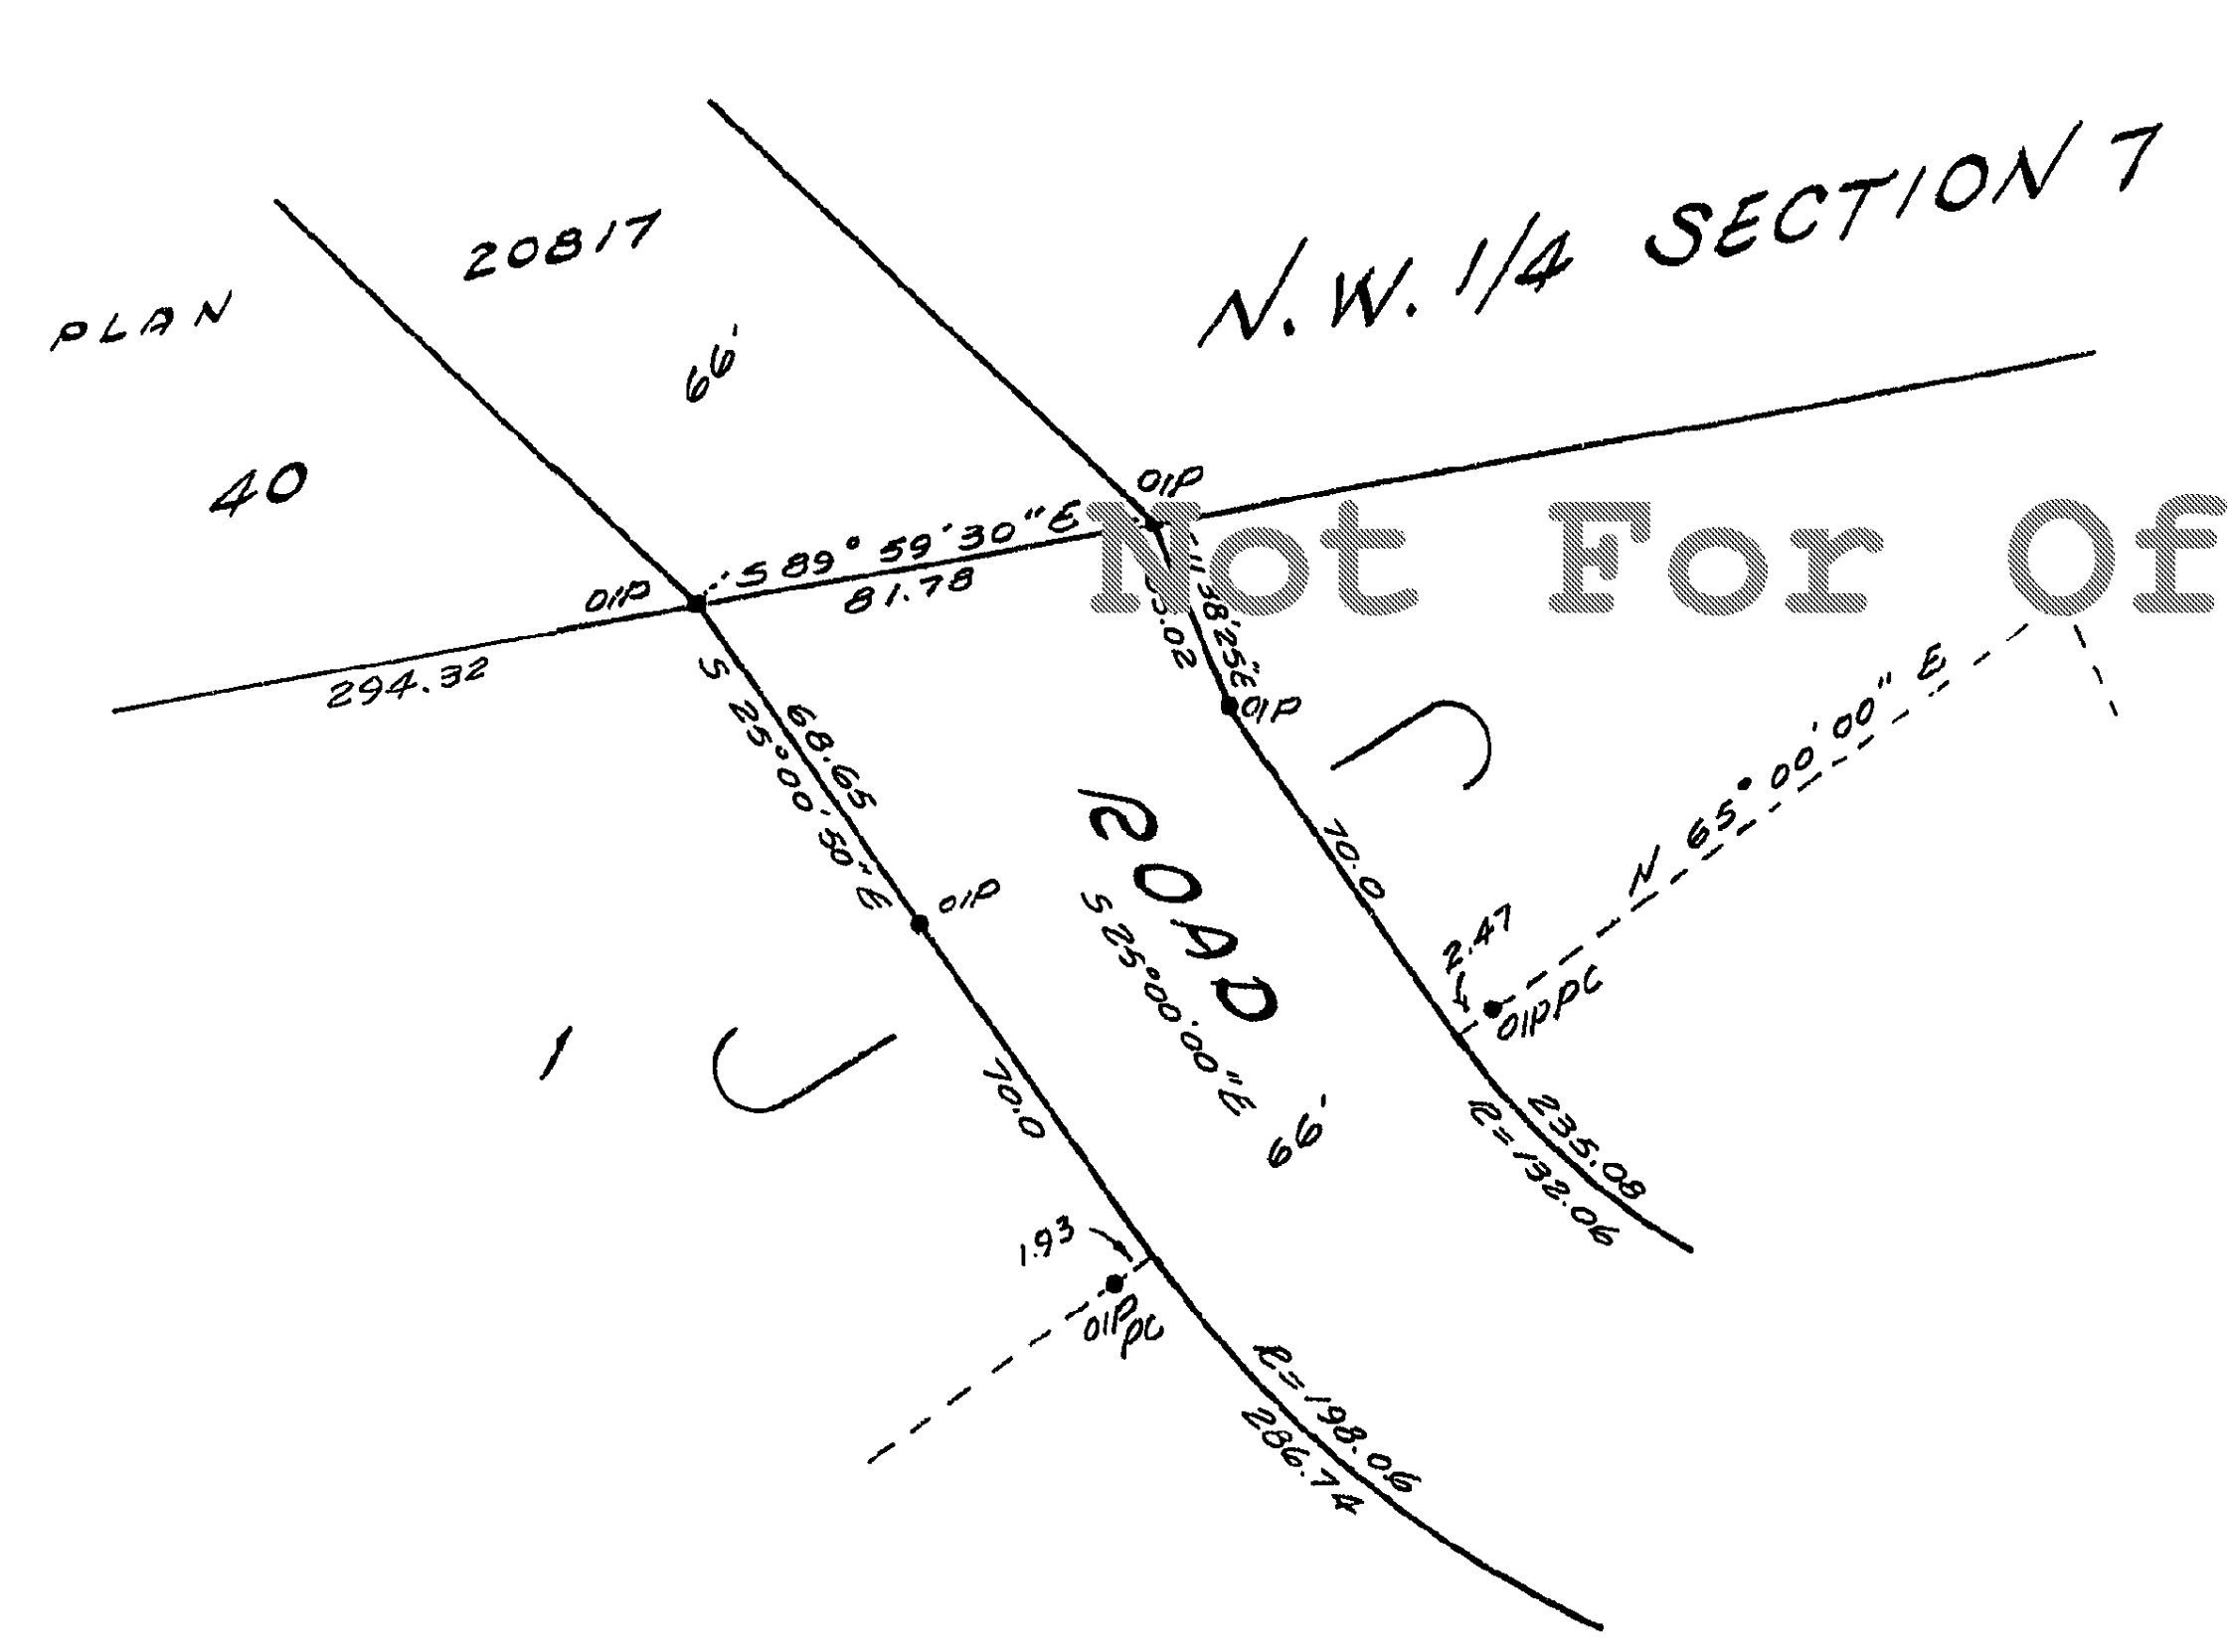 PLAN 20817
N.W. 1/4 SECTION 7
66'
40
OIP
OIP
S 89° 59' 30" E
81.78
Not For Of
294.32
38' 25" E
OIP
S 25° 00' 50" E
68.65
OIP
70.0
ROAD
S 25° 00' 00" E
66'
N 65° 00' 00" E
2.47
OIPPC
1
70.0
1.93
OIPPC
235.08
R=132.06
R=198.06
286.74